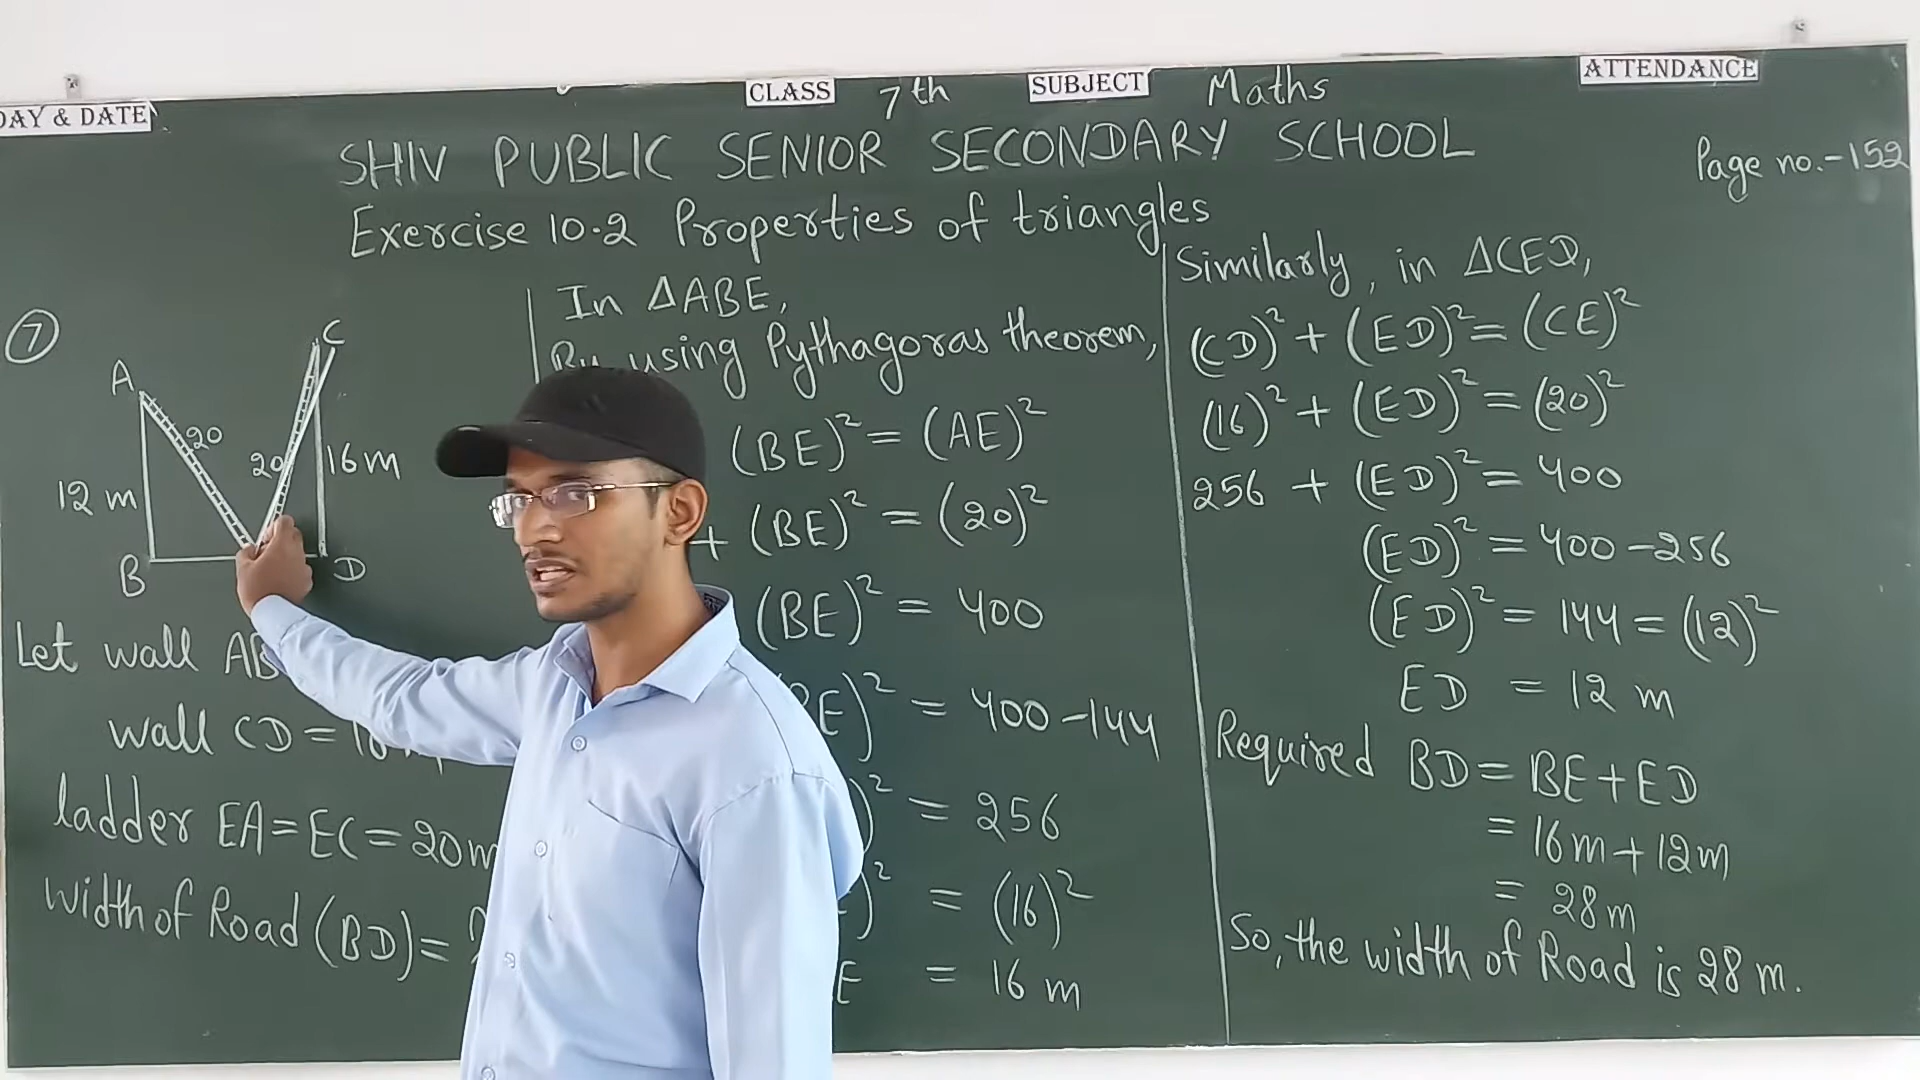 DAY & DATE
CLASS 7th SUBJECT Maths ATTENDANCE
SHIV PUBLIC SENIOR SECONDARY SCHOOL
Page no.-152
Exercise 10.2 Properties of triangles
7
A
C
20
20
12 m
16m
B
D
Let wall AB
wall CD=
ladder EA=EC=20m
Width of Road (BD)=
In ΔABE,
using Pythagoras theorem,
(BE)²=(AE)²
+ (BE)² = (20)²
(BE)² = 400
E)² = 400-144
)² = 256
)² = (16)²
E = 16 m
Similarly, in ΔCED,
(CD)²+(ED)²=(CE)²
(16)²+(ED)²=(20)²
256 + (ED)²= 400
(ED)²= 400-256
(ED)²= 144=(12)²
ED = 12 m
Required BD=BE+ED
= 16m+12m
= 28m
So, the width of Road is 28 m.